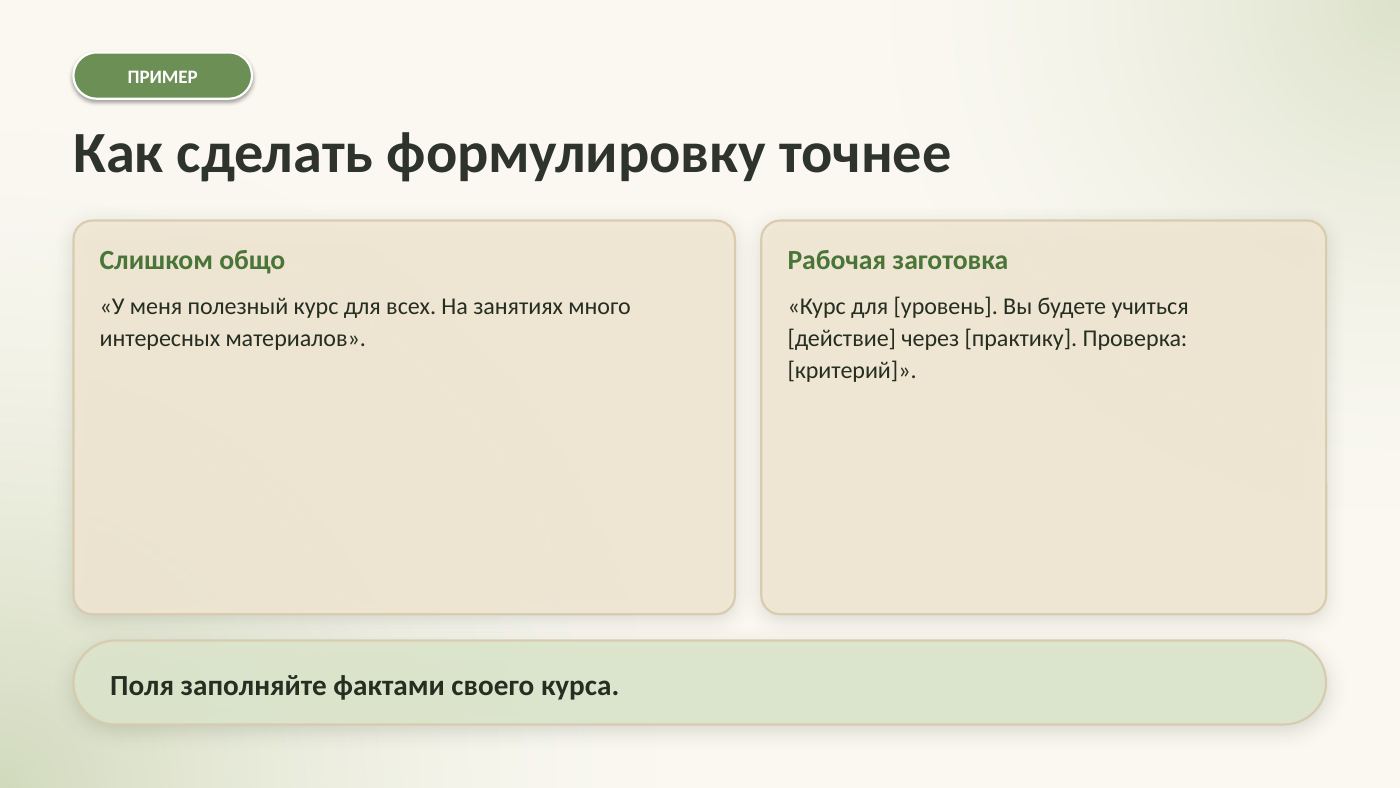 ПРИМЕР
Как сделать формулировку точнее
Слишком общо
«У меня полезный курс для всех. На занятиях много
интересных материалов».
Рабочая заготовка
«Курс для [уровень]. Вы будете учиться
[действие] через [практику]. Проверка:
[критерий]».
Поля заполняйте фактами своего курса.